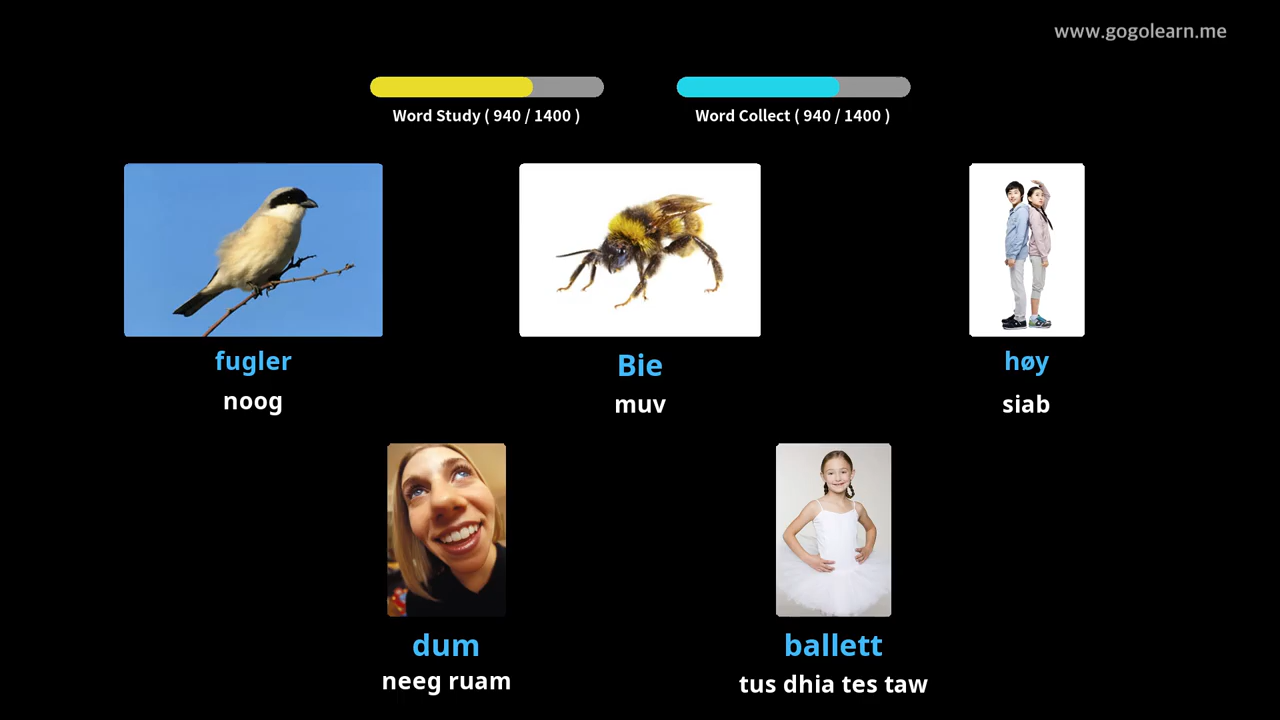 www.gogolearn.me
Word Study ( 940 / 1400 )
Word Collect ( 940 / 1400 )
fugler
noog
Bie
muv
høy
siab
dum
neeg ruam
ballett
tus dhia tes taw